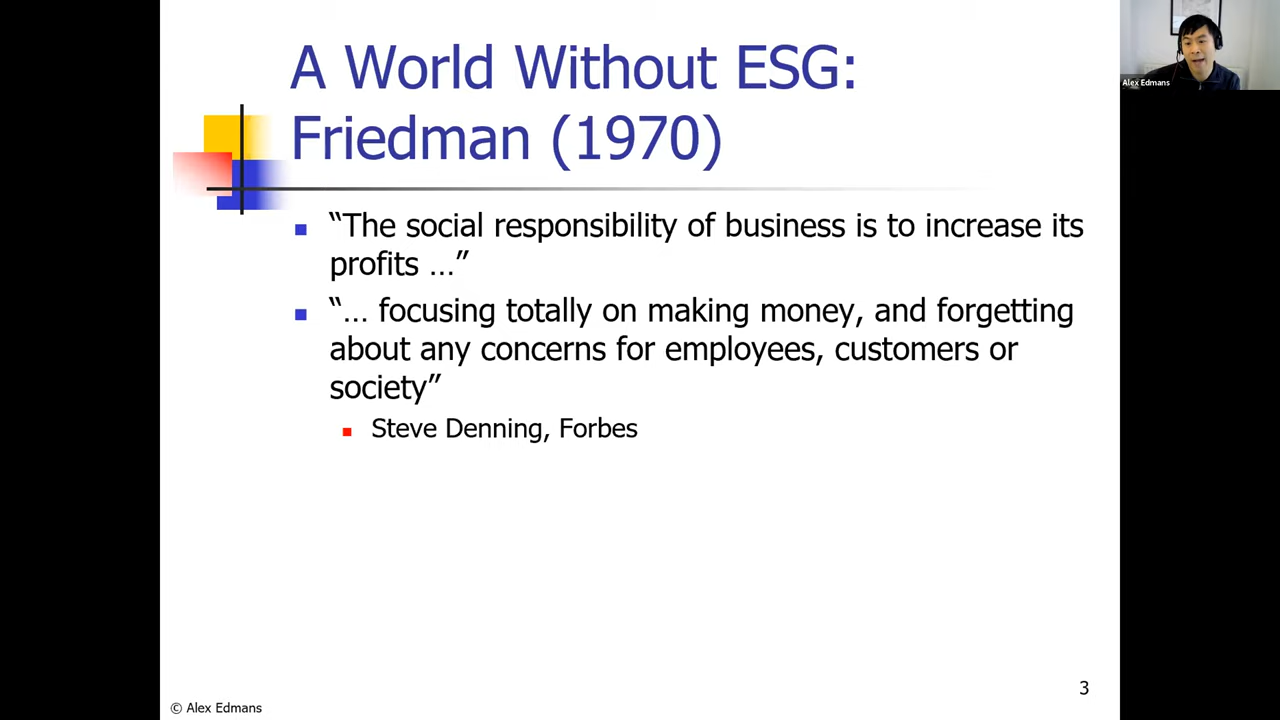 A World Without ESG:
Friedman (1970)
“The social responsibility of business is to increase its
profits …”
“… focusing totally on making money, and forgetting
about any concerns for employees, customers or
society”
Steve Denning, Forbes
3
© Alex Edmans
Alex Edmans